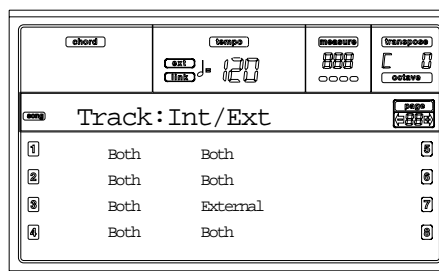 chord tempo measure transpose
ext
link ♩= 120 888 C 0
octave
song Track:Int/Ext page
88
1 Both Both 5
2 Both Both 6
3 Both External 7
4 Both Both 8